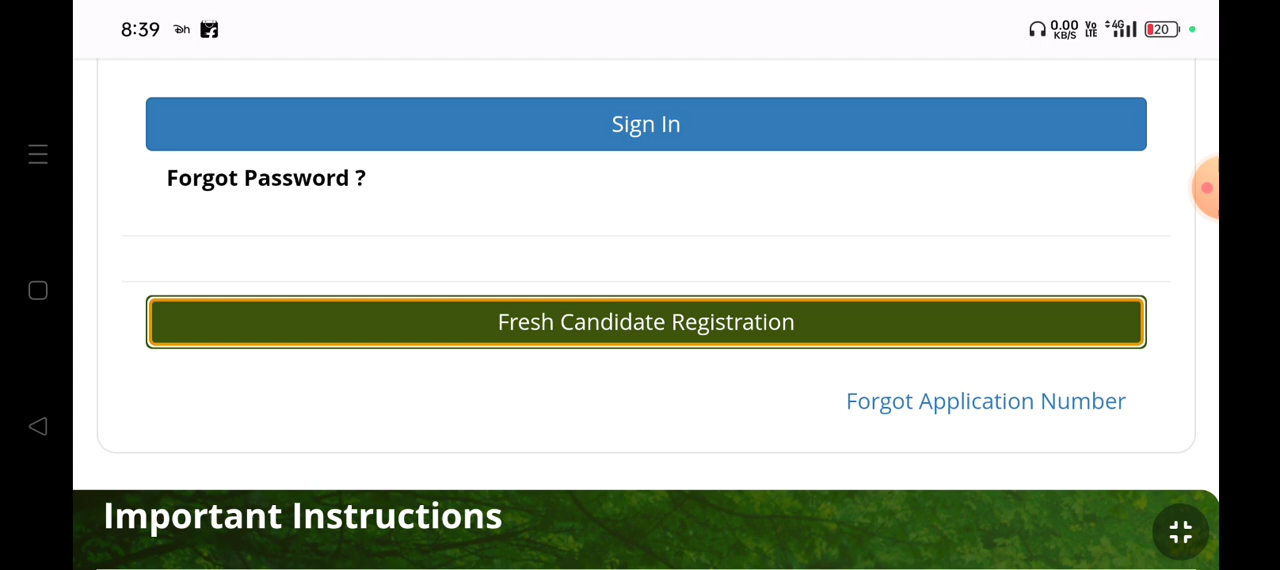 8:39 0.00 KB/S Vo LTE 4G 20
Sign In
Forgot Password ?
Fresh Candidate Registration
Forgot Application Number
Important Instructions